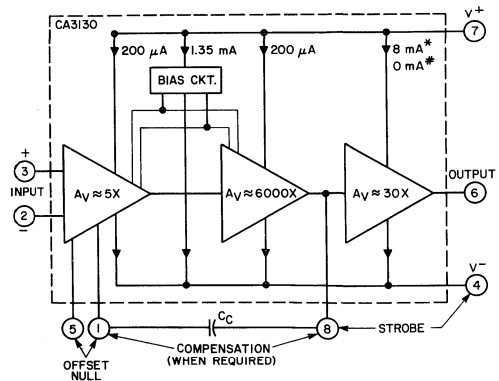 CA3130
V+
7
200 µA
1.35 mA
200 µA
8 mA*
0 mA#
BIAS CKT.
+
3
INPUT
2
−
AV ≈ 5X
AV ≈ 6000X
AV ≈ 30X
OUTPUT
6
V−
4
CC
5
1
8
STROBE
OFFSET
NULL
COMPENSATION
(WHEN REQUIRED)